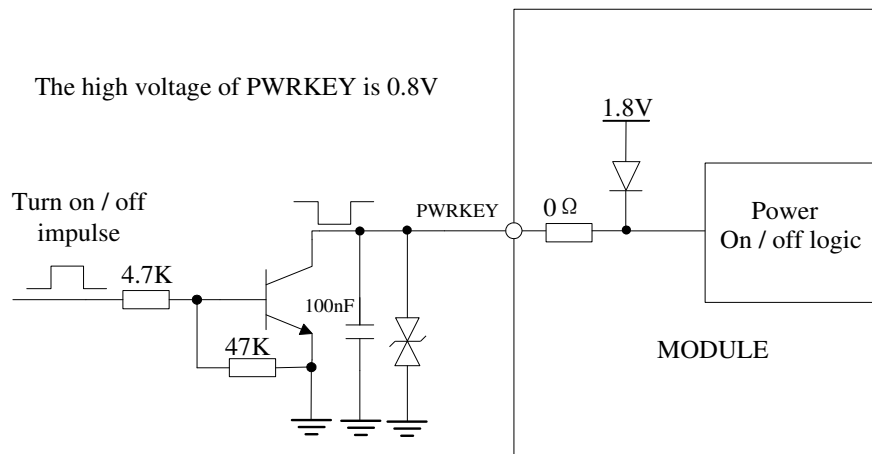 The high voltage of PWRKEY is 0.8V
1.8V
Turn on / off
impulse
PWRKEY
0 Ω
Power
On / off logic
4.7K
100nF
47K
MODULE